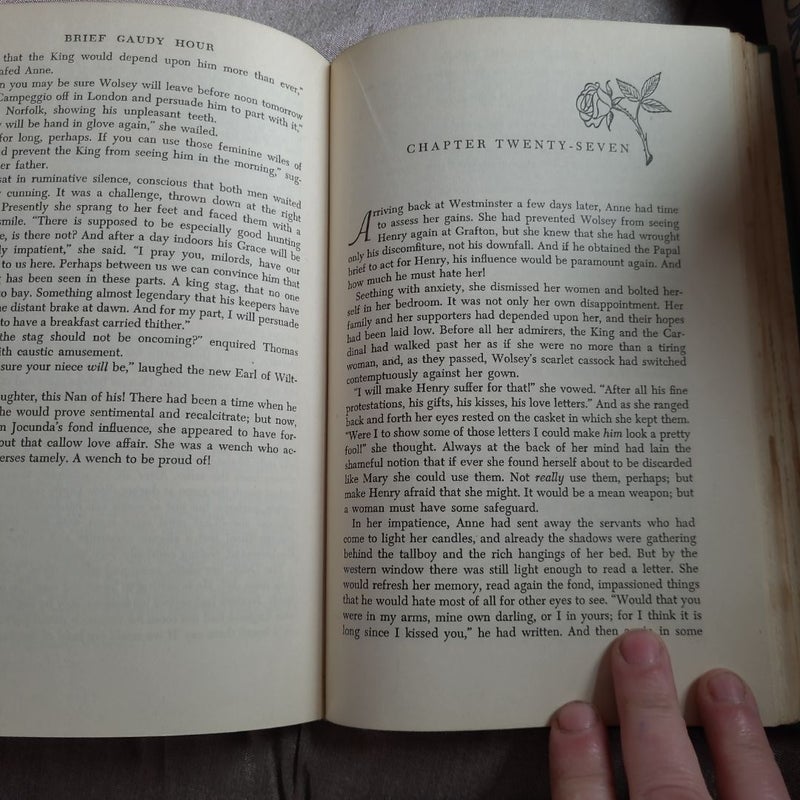 BRIEF GAUDY HOUR
that the King would depend upon him more than ever,"
afed Anne.
n you may be sure Wolsey will leave before noon tomorrow
Campeggio off in London and persuade him to part with it,"
Norfolk, showing his unpleasant teeth.
will be hand in glove again," she wailed.
for long, perhaps. If you can use those feminine wiles of
d prevent the King from seeing him in the morning," sug-
er father.
sat in ruminative silence, conscious that both men waited
cunning. It was a challenge, thrown down at the right
Presently she sprang to her feet and faced them with a
smile. "There is supposed to be especially good hunting
e, is there not? And after a day indoors his Grace will be
ly impatient," she said. "I pray you, milords, have our
to us here. Perhaps between us we can convince him that
g has been seen in these parts. A king stag, that no one
to bay. Something almost legendary that his keepers have
he distant brake at dawn. And for my part, I will persuade
to have a breakfast carried thither."
the stag should not be oncoming?" enquired Thomas
ith caustic amusement.
sure your niece will be," laughed the new Earl of Wilt-
ughter, this Nan of his! There had been a time when he
he would prove sentimental and recalcitrate; but now,
n Jocunda's fond influence, she appeared to have for-
out that callow love affair. She was a wench who ac-
erses tamely. A wench to be proud of!
CHAPTER TWENTY-SEVEN
Arriving back at Westminster a few days later, Anne had time
to assess her gains. She had prevented Wolsey from seeing
Henry again at Grafton, but she knew that she had wrought
only his discomfiture, not his downfall. And if he obtained the Papal
brief to act for Henry, his influence would be paramount again. And
how much he must hate her!
Seething with anxiety, she dismissed her women and bolted her-
self in her bedroom. It was not only her own disappointment. Her
family and her supporters had depended upon her, and their hopes
had been laid low. Before all her admirers, the King and the Car-
dinal had walked past her as if she were no more than a tiring
woman, and, as they passed, Wolsey's scarlet cassock had switched
contemptuously against her gown.
"I will make Henry suffer for that!" she vowed. "After all his fine
protestations, his gifts, his kisses, his love letters." And as she ranged
back and forth her eyes rested on the casket in which she kept them.
"Were I to show some of those letters I could make him look a pretty
fool!" she thought. Always at the back of her mind had lain the
shameful notion that if ever she found herself about to be discarded
like Mary she could use them. Not really use them, perhaps; but
make Henry afraid that she might. It would be a mean weapon; but
a woman must have some safeguard.
In her impatience, Anne had sent away the servants who had
come to light her candles, and already the shadows were gathering
behind the tallboy and the rich hangings of her bed. But by the
western window there was still light enough to read a letter. She
would refresh her memory, read again the fond, impassioned things
that he would hate most of all for other eyes to see. "Would that you
were in my arms, mine own darling, or I in yours; for I think it is
long since I kissed you," he had written. And then in some